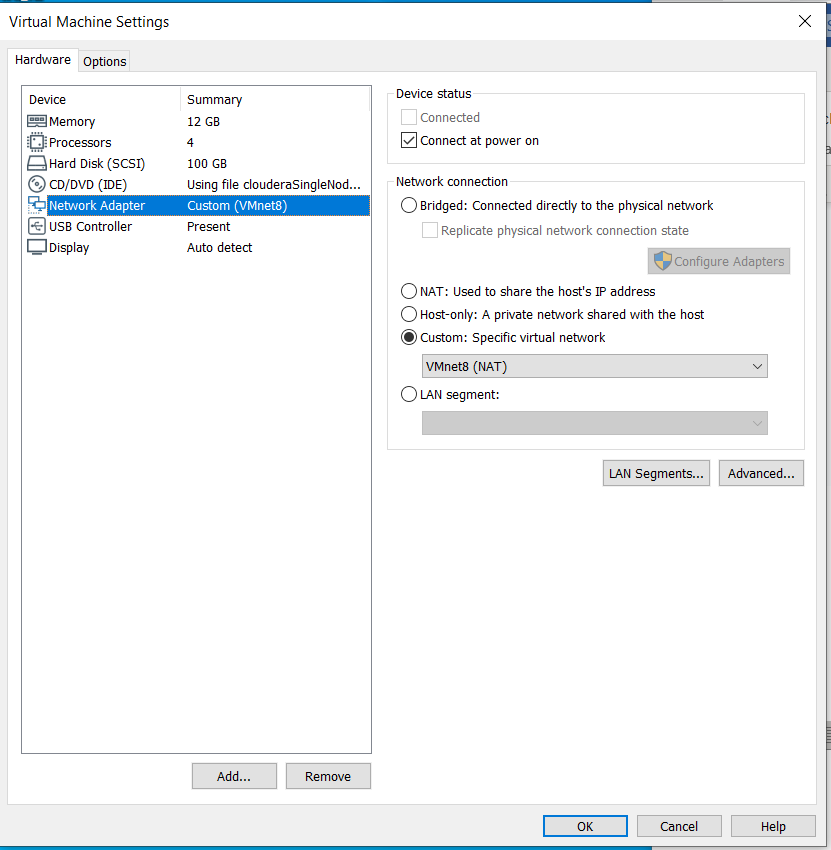 Virtual Machine Settings
Hardware
Options
Device Summary
Memory 12 GB
Processors 4
Hard Disk (SCSI) 100 GB
CD/DVD (IDE) Using file clouderaSingleNod...
Network Adapter Custom (VMnet8)
USB Controller Present
Display Auto detect
Add...
Remove
Device status
Connected
Connect at power on
Network connection
Bridged: Connected directly to the physical network
Replicate physical network connection state
Configure Adapters
NAT: Used to share the host's IP address
Host-only: A private network shared with the host
Custom: Specific virtual network
VMnet8 (NAT)
LAN segment:
LAN Segments...
Advanced...
OK
Cancel
Help